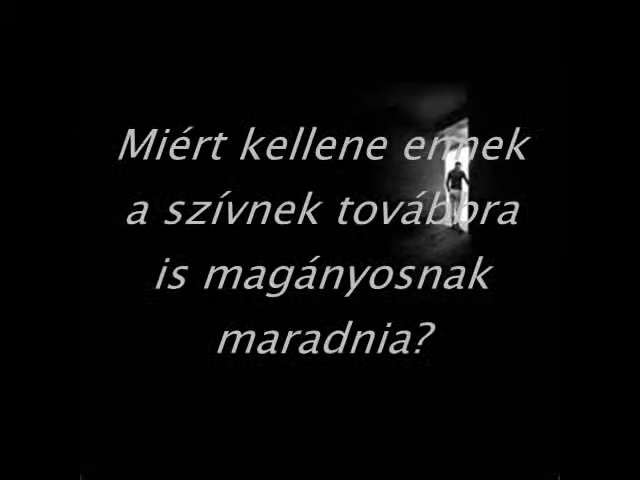 Miért kellene ennek
a szívnek továbbra
is magányosnak
maradnia?